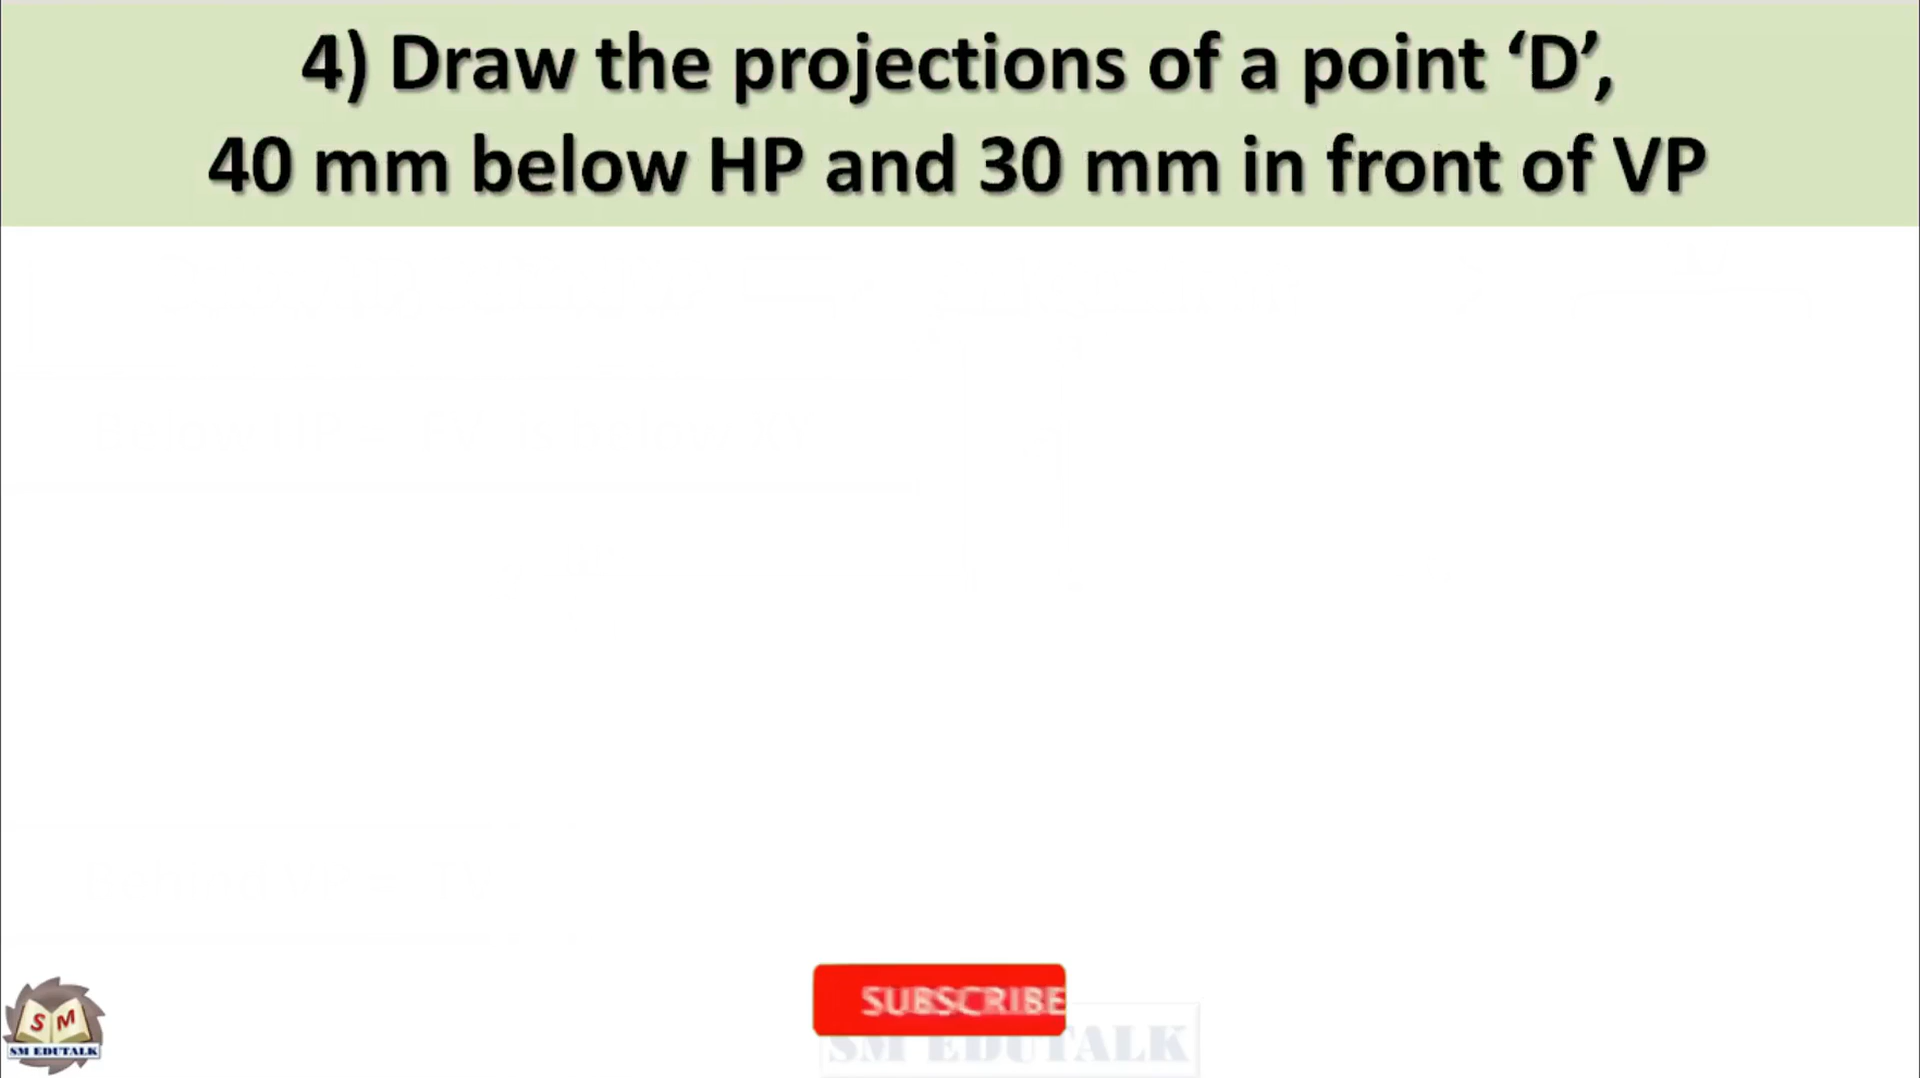 4) Draw the projections of a point ‘D’,
40 mm below HP and 30 mm in front of VP
SUBSCRIBE
SM EDUTALK
S M
SM EDUTALK